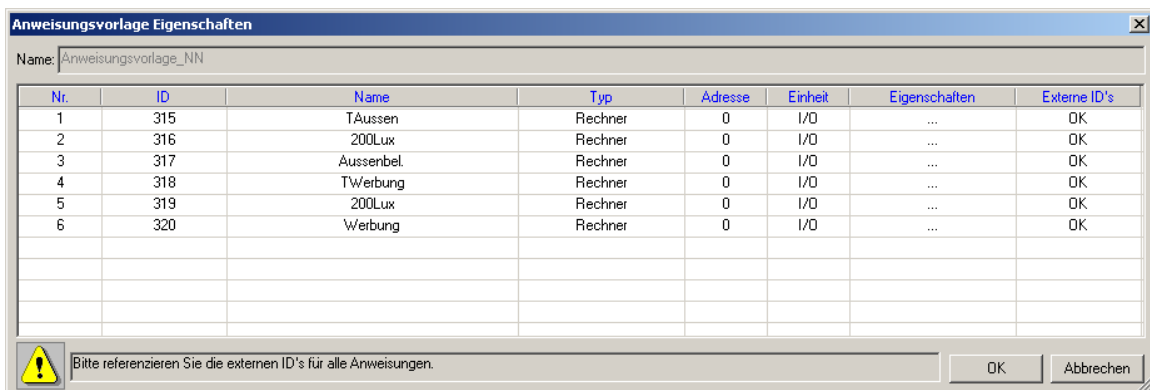 Anweisungsvorlage Eigenschaften
Name: Anweisungsvorlage_NN
Nr. ID Name Typ Adresse Einheit Eigenschaften Externe ID's
1 315 TAussen Rechner 0 I/O ... OK
2 316 200Lux Rechner 0 I/O ... OK
3 317 Aussenbel. Rechner 0 I/O ... OK
4 318 TWerbung Rechner 0 I/O ... OK
5 319 200Lux Rechner 0 I/O ... OK
6 320 Werbung Rechner 0 I/O ... OK
Bitte referenzieren Sie die externen ID's für alle Anweisungen. OK Abbrechen